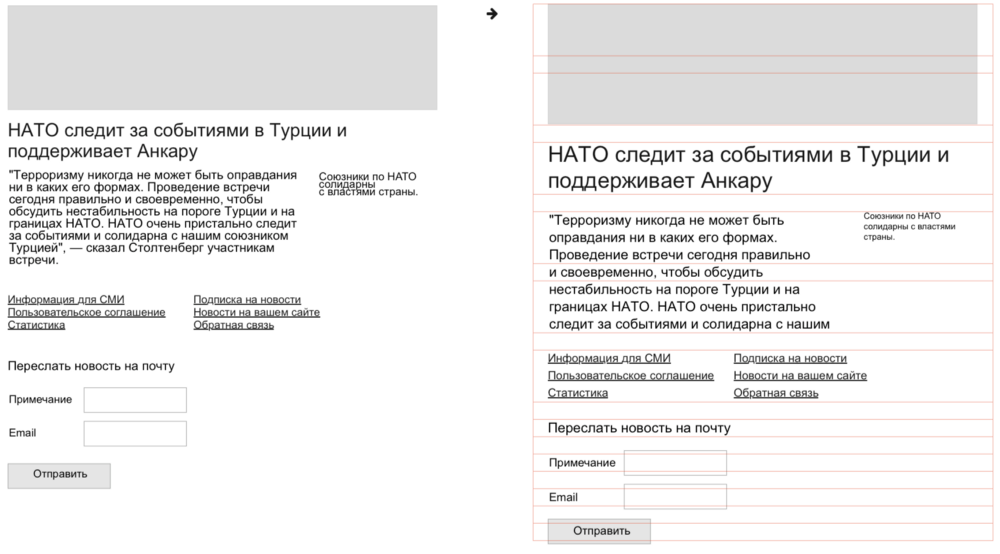 НАТО следит за событиями в Турции и
поддерживает Анкару
"Терроризму никогда не может быть оправдания
ни в каких его формах. Проведение встречи
сегодня правильно и своевременно, чтобы
обсудить нестабильность на пороге Турции и на
границах НАТО. НАТО очень пристально следит
за событиями и солидарна с нашим союзником
Турцией", — сказал Столтенберг участникам
встречи.
Союзники по НАТО
солидарны
с властями страны.
Информация для СМИ
Пользовательское соглашение
Статистика
Подписка на новости
Новости на вашем сайте
Обратная связь
Переслать новость на почту
Примечание
Email
Отправить
НАТО следит за событиями в Турции и
поддерживает Анкару
"Терроризму никогда не может быть
оправдания ни в каких его формах.
Проведение встречи сегодня правильно
и своевременно, чтобы обсудить
нестабильность на пороге Турции и на
границах НАТО. НАТО очень пристально
следит за событиями и солидарна с нашим
Союзники по НАТО
солидарны с властями
страны.
Информация для СМИ
Пользовательское соглашение
Статистика
Подписка на новости
Новости на вашем сайте
Обратная связь
Переслать новость на почту
Примечание
Email
Отправить